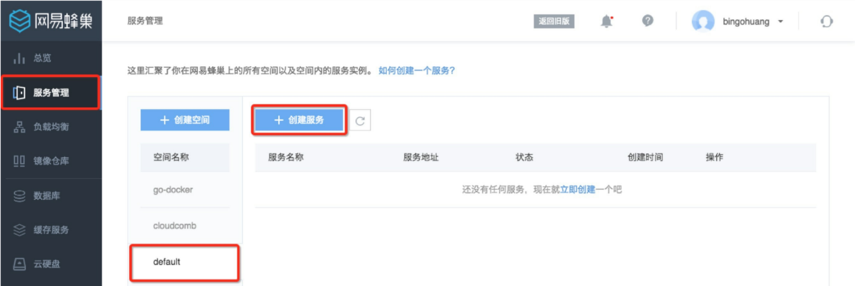 网易蜂巢
服务管理
返回旧版
bingohuang
总览
服务管理
负载均衡
镜像仓库
数据库
缓存服务
云硬盘
这里汇聚了你在网易蜂巢上的所有空间以及空间内的服务实例。 如何创建一个服务?
+ 创建空间
空间名称
go-docker
cloudcomb
default
+ 创建服务
服务名称 服务地址 状态 创建时间 操作
还没有任何服务，现在就立即创建一个吧